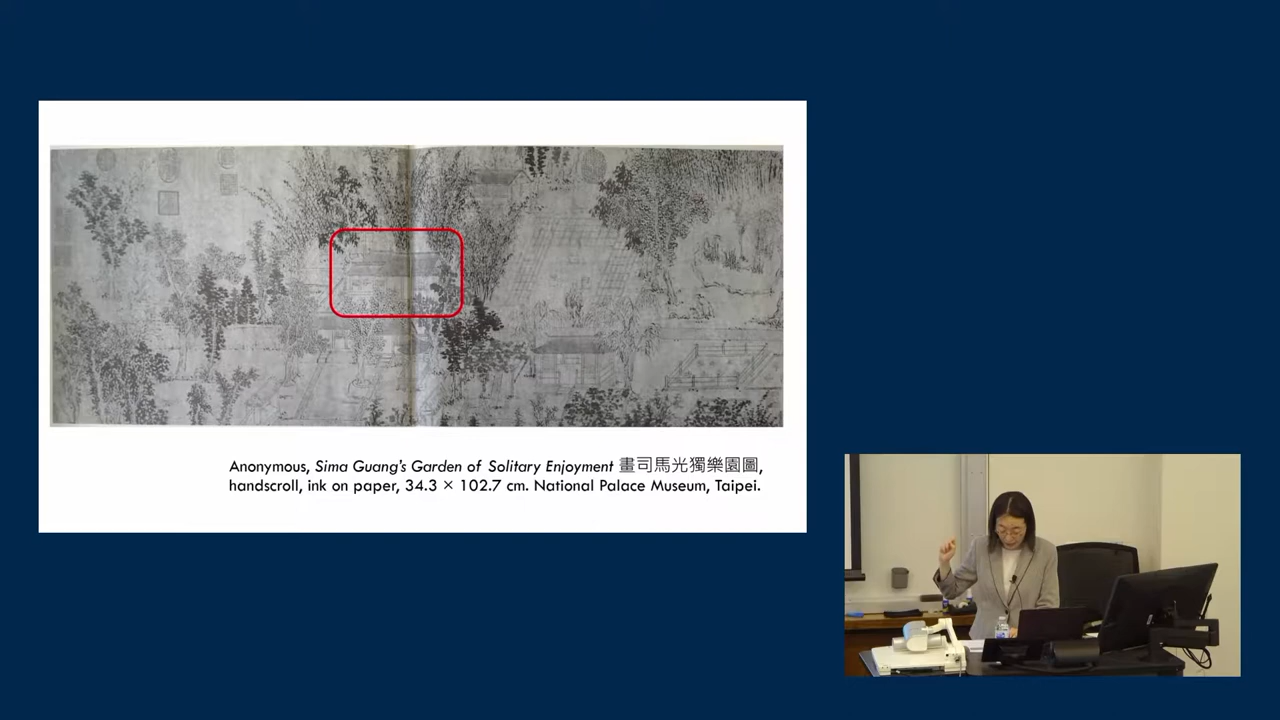 Anonymous, Sima Guang's Garden of Solitary Enjoyment 畫司馬光獨樂園圖,
handscroll, ink on paper, 34.3 × 102.7 cm. National Palace Museum, Taipei.